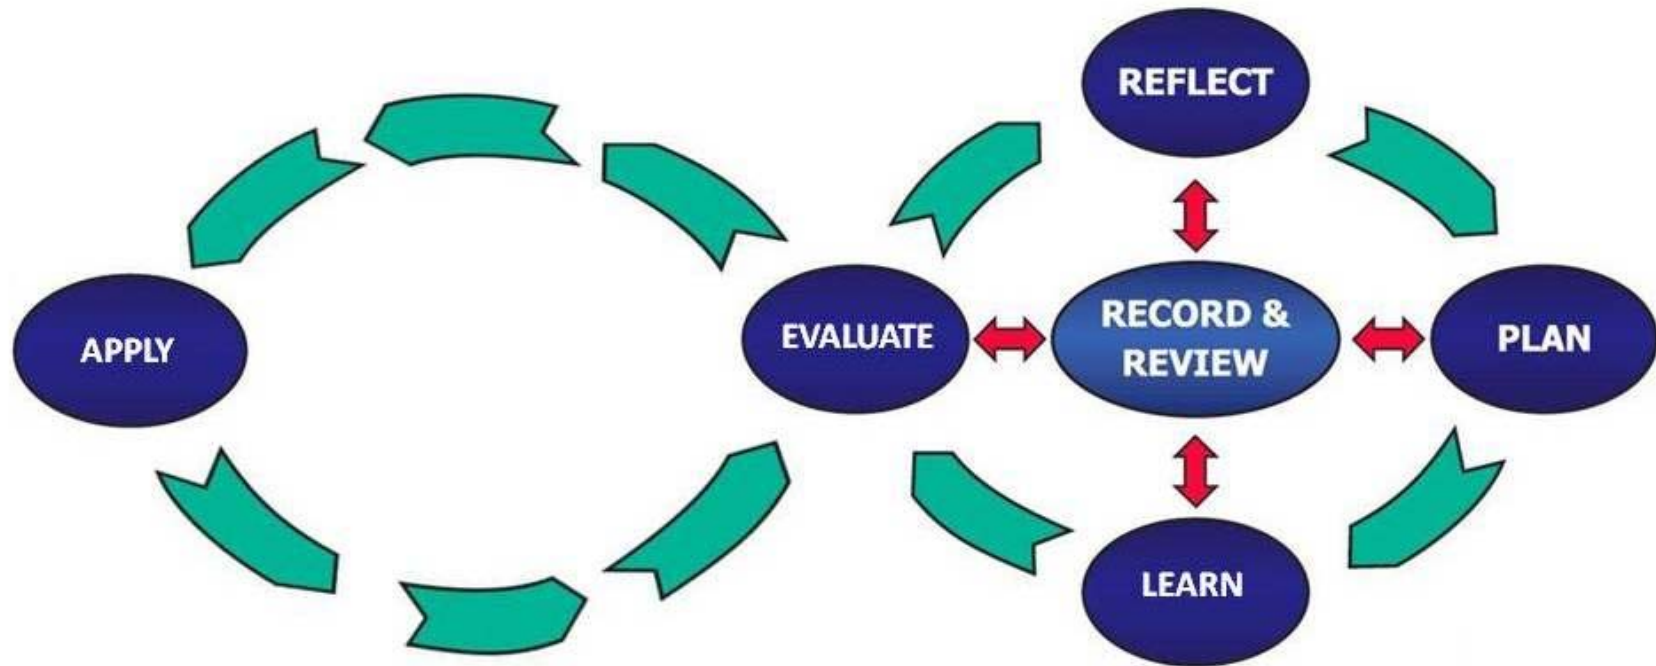 REFLECT
APPLY
EVALUATE
RECORD &
REVIEW
PLAN
LEARN